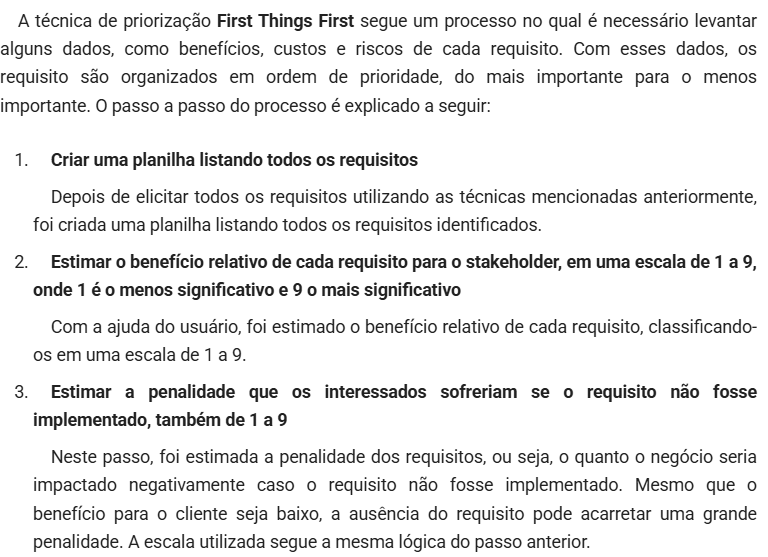 A técnica de priorização First Things First segue um processo no qual é necessário levantar
alguns dados, como benefícios, custos e riscos de cada requisito. Com esses dados, os
requisito são organizados em ordem de prioridade, do mais importante para o menos
importante. O passo a passo do processo é explicado a seguir:
1. Criar uma planilha listando todos os requisitos
Depois de elicitar todos os requisitos utilizando as técnicas mencionadas anteriormente,
foi criada uma planilha listando todos os requisitos identificados.
2. Estimar o benefício relativo de cada requisito para o stakeholder, em uma escala de 1 a 9,
onde 1 é o menos significativo e 9 o mais significativo
Com a ajuda do usuário, foi estimado o benefício relativo de cada requisito, classificando-
os em uma escala de 1 a 9.
3. Estimar a penalidade que os interessados sofreriam se o requisito não fosse
implementado, também de 1 a 9
Neste passo, foi estimada a penalidade dos requisitos, ou seja, o quanto o negócio seria
impactado negativamente caso o requisito não fosse implementado. Mesmo que o
benefício para o cliente seja baixo, a ausência do requisito pode acarretar uma grande
penalidade. A escala utilizada segue a mesma lógica do passo anterior.